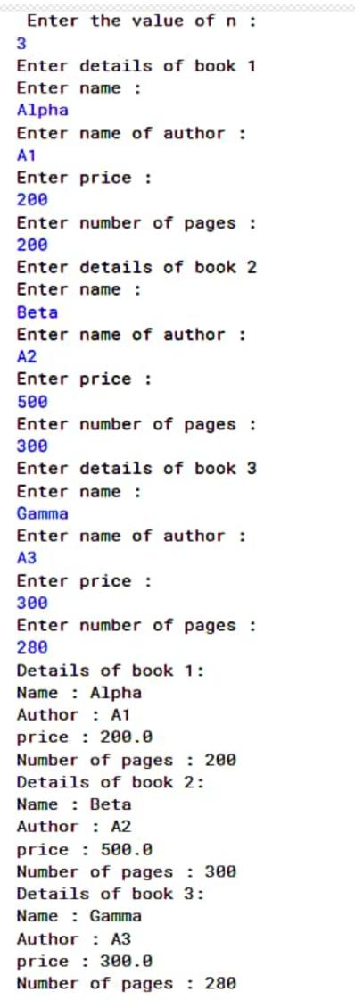 Enter the value of n :
3
Enter details of book 1
Enter name :
Alpha
Enter name of author :
A1
Enter price :
200
Enter number of pages :
200
Enter details of book 2
Enter name :
Beta
Enter name of author :
A2
Enter price :
500
Enter number of pages :
300
Enter details of book 3
Enter name :
Gamma
Enter name of author :
A3
Enter price :
300
Enter number of pages :
280
Details of book 1:
Name : Alpha
Author : A1
price : 200.0
Number of pages : 200
Details of book 2:
Name : Beta
Author : A2
price : 500.0
Number of pages : 300
Details of book 3:
Name : Gamma
Author : A3
price : 300.0
Number of pages : 280